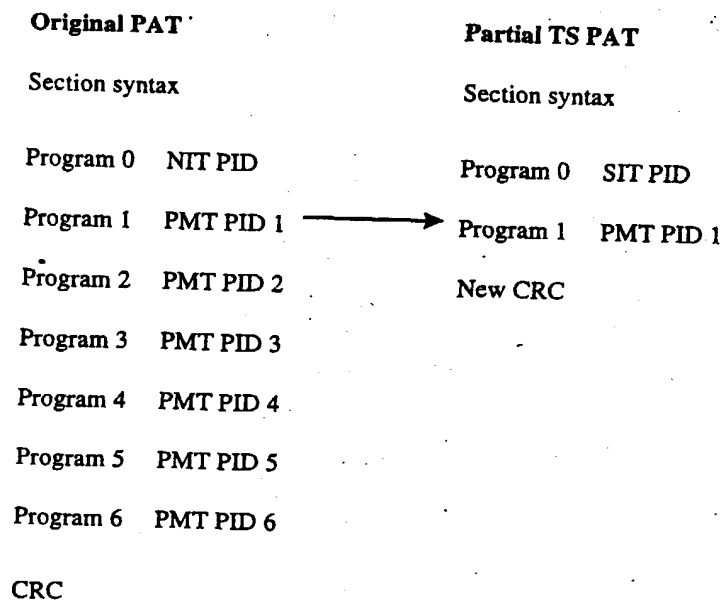 Original PAT
Section syntax
Program 0 NIT PID
Program 1 PMT PID 1
Program 2 PMT PID 2
Program 3 PMT PID 3
Program 4 PMT PID 4
Program 5 PMT PID 5
Program 6 PMT PID 6
CRC
Partial TS PAT
Section syntax
Program 0 SIT PID
Program 1 PMT PID 1
New CRC